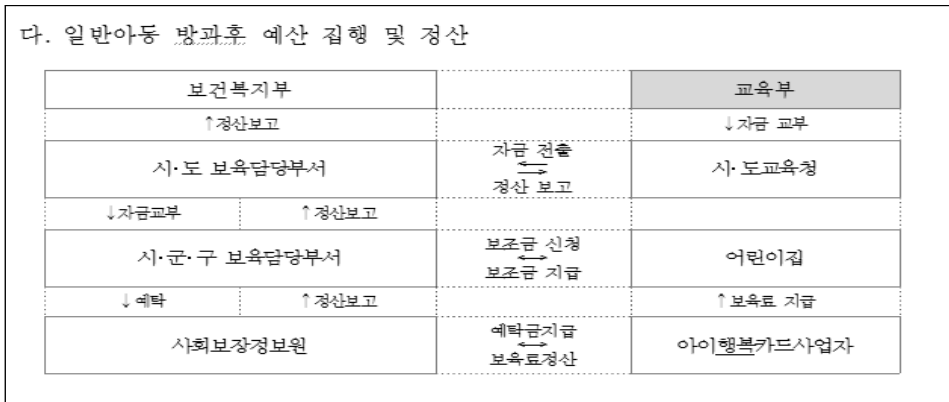 다. 일반아동 방과후 예산 집행 및 정산
보건복지부 교육부
↑정산보고 ↓자금 교부
시·도 보육담당부서 자금 전출 ← → 정산 보고 시·도교육청
↓자금교부 ↑정산보고
시·군·구 보육담당부서 보조금 신청 ↔ 보조금 지급 어린이집
↓예탁 ↑정산보고 ↑보육료 지급
사회보장정보원 예탁금지급 ↔ 보육료정산 아이행복카드사업자